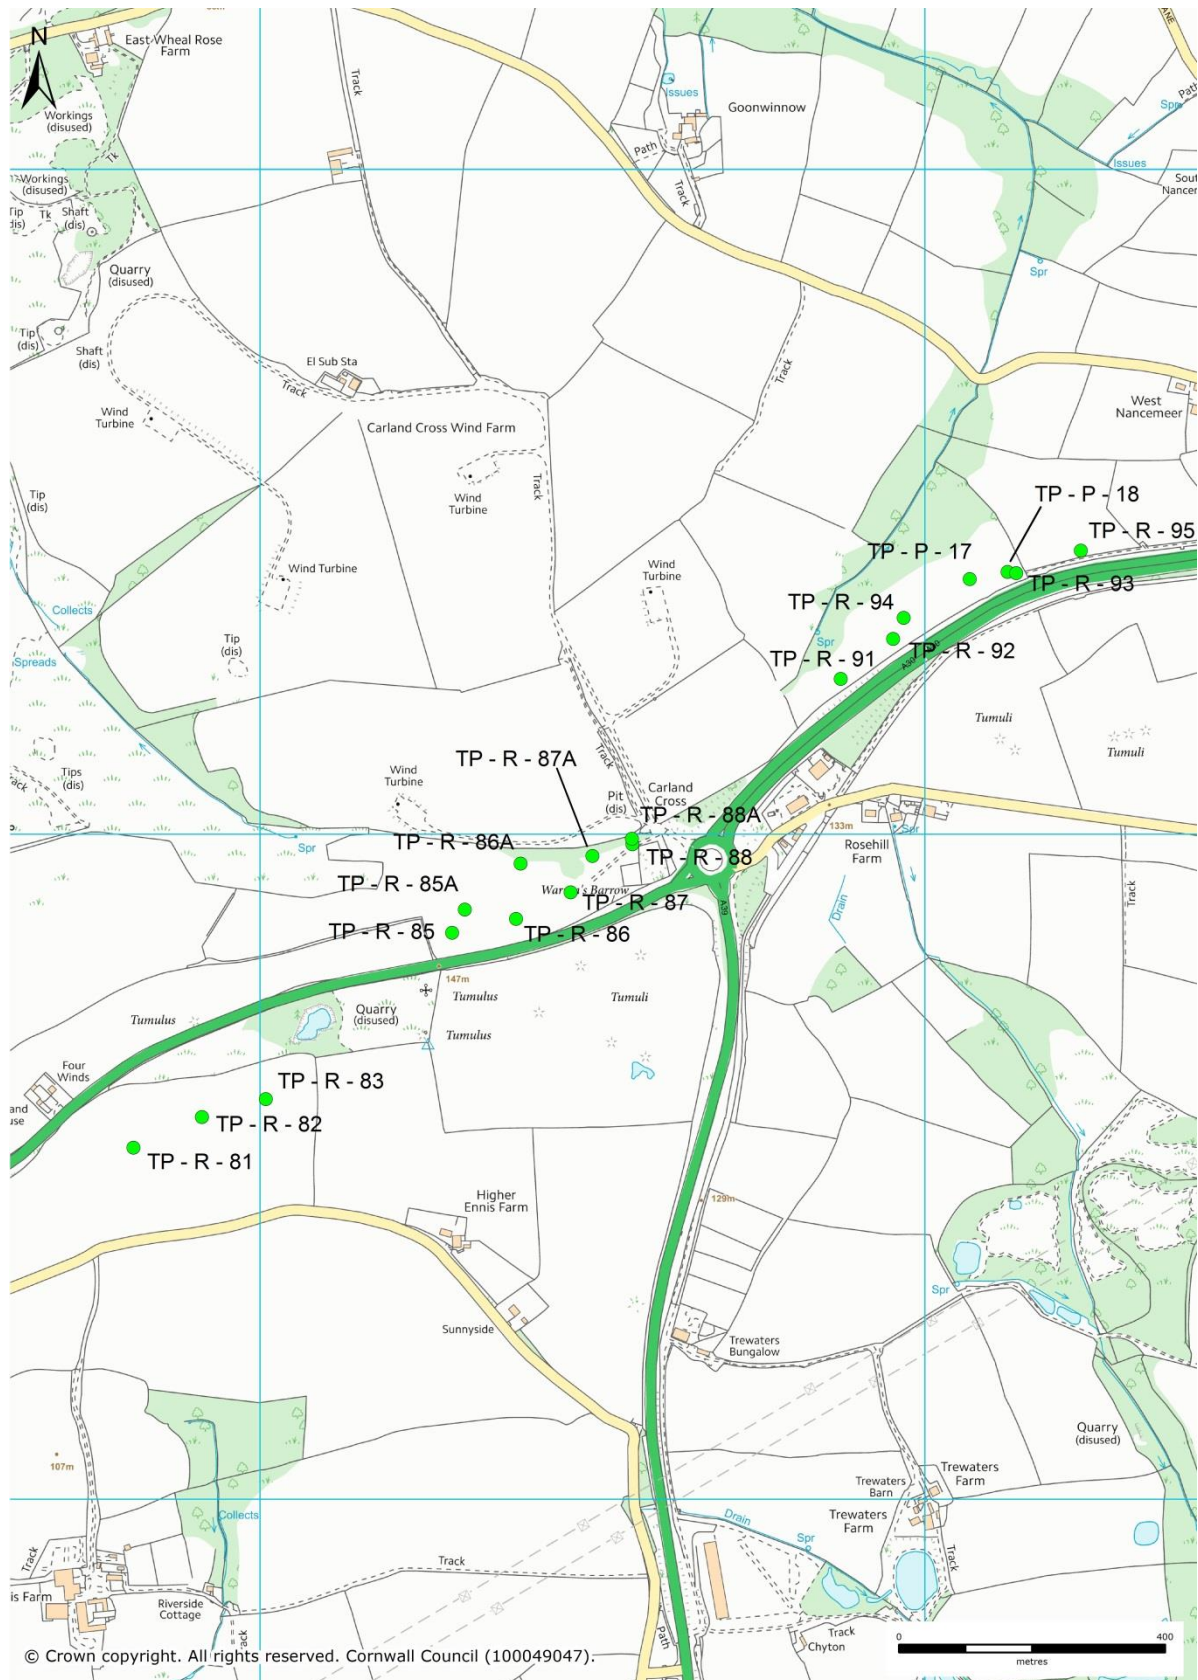 N
East Wheal Rose
Farm
Workings
(disused)
Workings
(disused)
Tk
Tip
(dis)
Tk
Shaft
(dis)
Quarry
(disused)
Tip
(dis)
Shaft
(dis)
Track
Issues
Goonwinnow
Path
Track
Path
Issues
Spr
El Sub Sta
Track
Wind
Turbine
Carland Cross Wind Farm
Wind
Turbine
Track
Track
West
Nancemeer
Tip
(dis)
Wind Turbine
Collects
Spreads
Tip
(dis)
Wind
Turbine
TP - P - 18
TP - R - 95
TP - P - 17
TP - R - 93
TP - R - 94
Spr
TP - R - 92
TP - R - 91
A30
Tumuli
Tumuli
Tips
(dis)
Wind
Turbine
Track
TP - R - 87A
Pit
(dis)
Carland
Cross
TP - R - 88A
TP - R - 86A
TP - R - 88
133m
Rosehill
Farm
Spr
Spr
TP - R - 85A
TP - R - 87
TP - R - 85
TP - R - 86
A39
Drain
Track
147m
Tumulus
Tumuli
Tumulus
Quarry
(disused)
Tumulus
Four
Winds
TP - R - 83
TP - R - 82
TP - R - 81
Higher
Ennis Farm
129m
Sunnyside
Spr
Trewaters
Bungalow
107m
Quarry
(disused)
Trewaters
Farm
Trewaters
Barn
Trewaters
Farm
Collects
Drain
Spr
Track
Track
Track
Riverside
Cottage
Path
Track
Chyton
0
400
metres
© Crown copyright. All rights reserved. Cornwall Council (100049047).